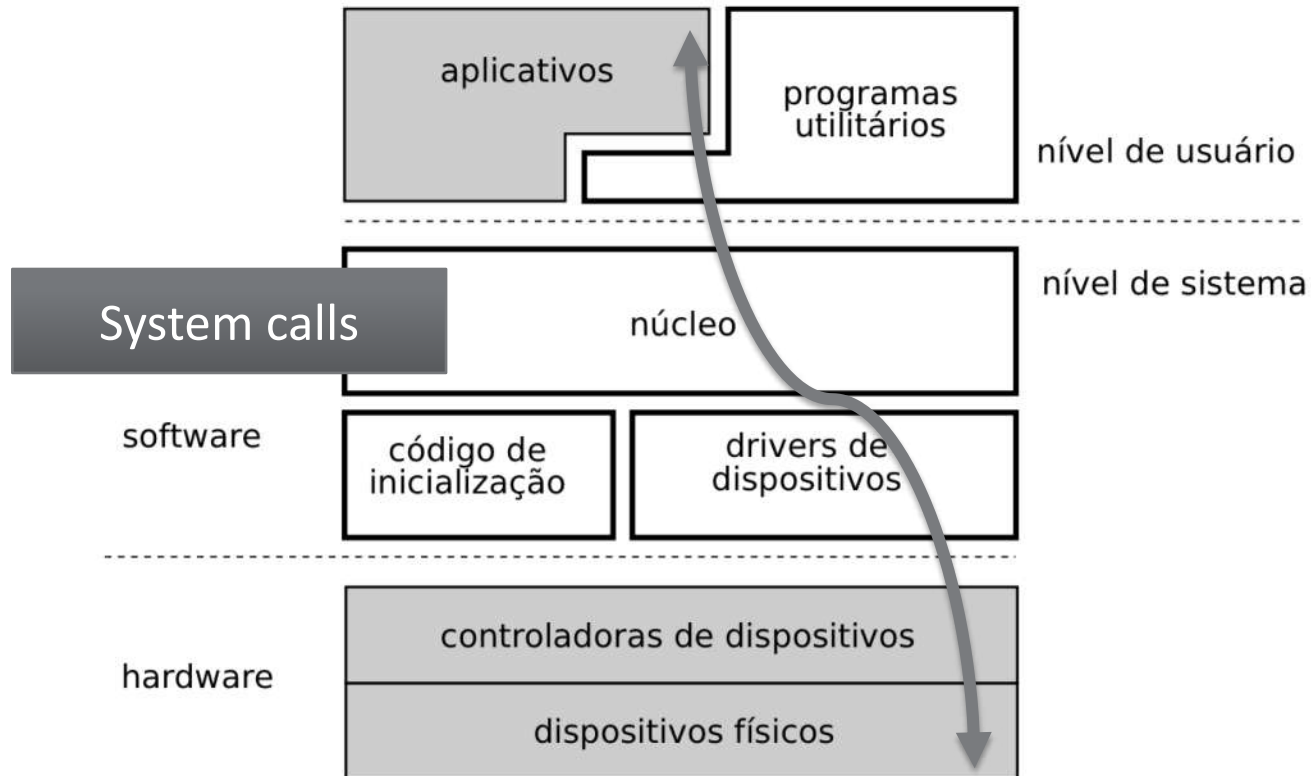 aplicativos
programas
utilitários
nível de usuário
nível de sistema
System calls
núcleo
software
código de
inicialização
drivers de
dispositivos
controladoras de dispositivos
hardware
dispositivos físicos